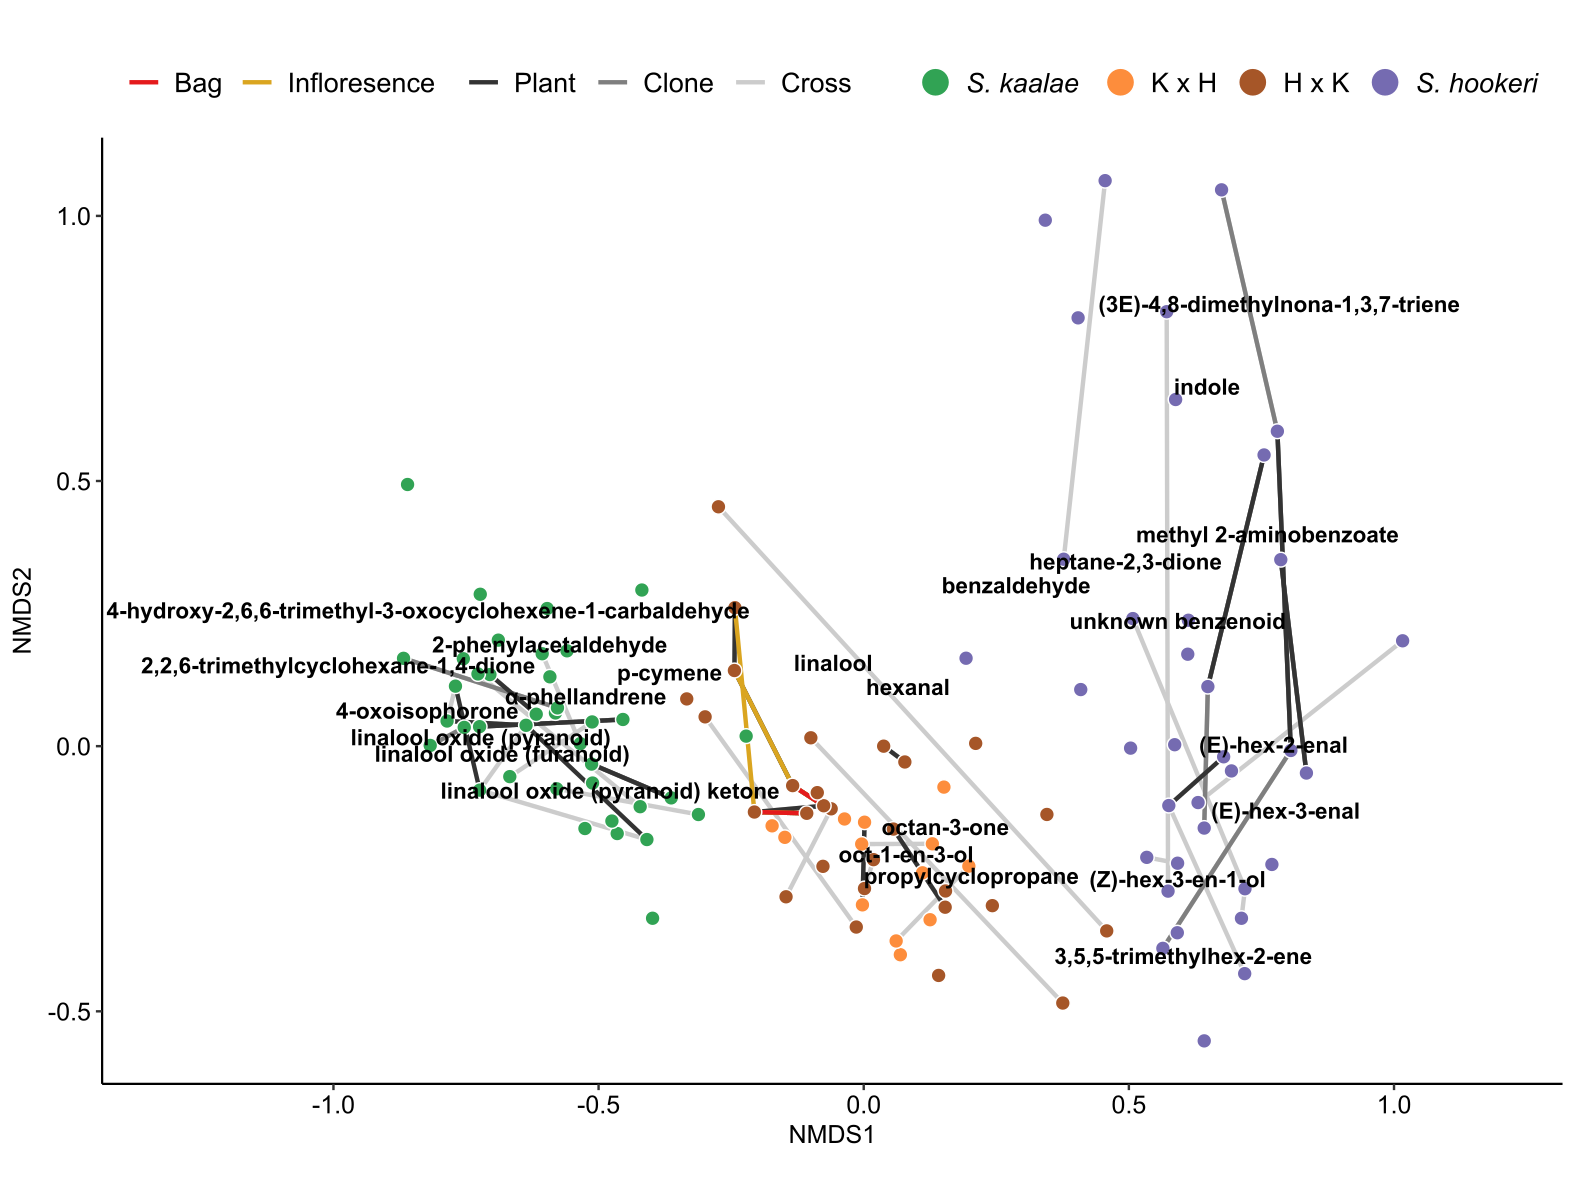 Bag Infloresence Plant Clone Cross S. kaalae K x H H x K S. hookeri
1.0
(3E)-4,8-dimethylnona-1,3,7-triene
indole
0.5
methyl 2-aminobenzoate
heptane-2,3-dione
benzaldehyde
4-hydroxy-2,6,6-trimethyl-3-oxocyclohexene-1-carbaldehyde
unknown benzenoid
NMDS2
2-phenylacetaldehyde
2,2,6-trimethylcyclohexane-1,4-dione
linalool
p-cymene
hexanal
α-phellandrene
4-oxoisophorone
linalool oxide (pyranoid)
0.0
(E)-hex-2-enal
linalool oxide (furanoid)
linalool oxide (pyranoid) ketone
(E)-hex-3-enal
octan-3-one
oct-1-en-3-ol
propylcyclopropane
(Z)-hex-3-en-1-ol
3,5,5-trimethylhex-2-ene
-0.5
-1.0 -0.5 0.0 0.5 1.0
NMDS1